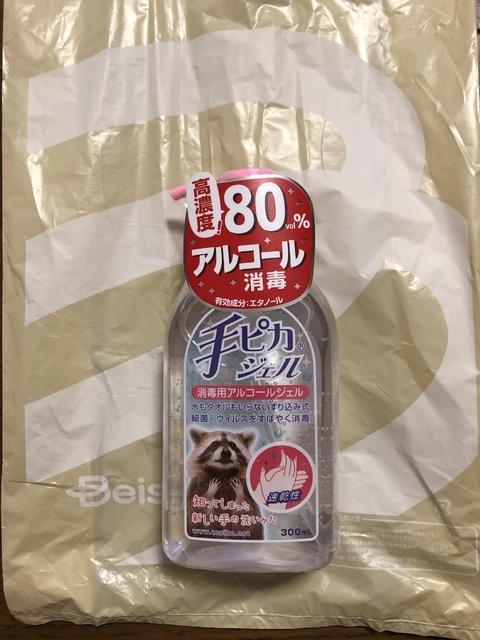 高濃度!
80vol%
アルコール
消毒
有効成分:エタノール
手ピカ®
ジェル
消毒用アルコールジェル
水もタオルもいらないすり込み式
細菌・ウイルスをすばやく消毒
速乾性
知ってしまった
新しい手の洗いかた
www.tepika.net
300mL
Beis